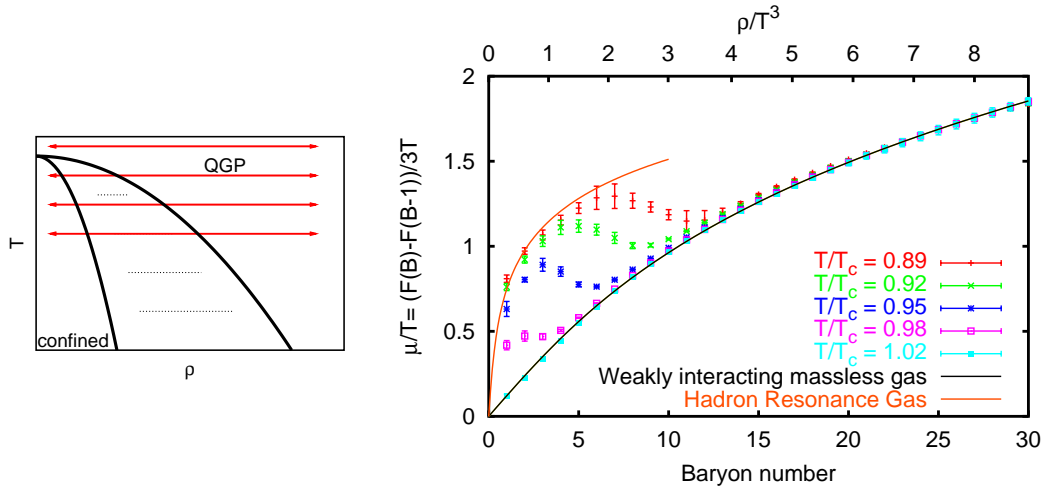 T
QGP
confined
ρ
ρ/T^3
0 1 2 3 4 5 6 7 8
μ/T= (F(B)-F(B-1))/3T
2
1.5
1
0.5
0
T/T_c = 0.89
T/T_c = 0.92
T/T_c = 0.95
T/T_c = 0.98
T/T_c = 1.02
Weakly interacting massless gas
Hadron Resonance Gas
0 5 10 15 20 25 30
Baryon number